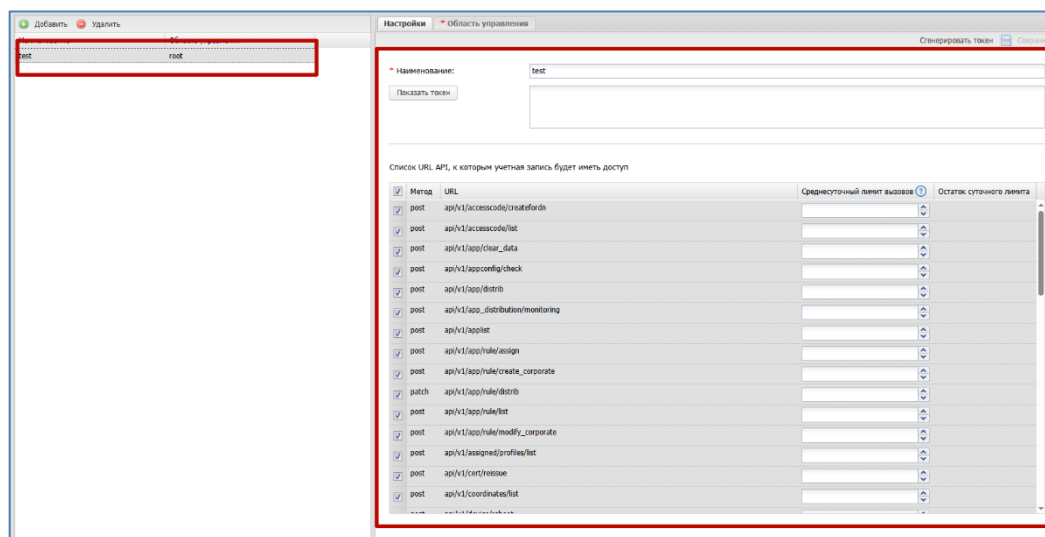 Добавить Удалить
test root
Настройки * Область управления
Сгенерировать токен
* Наименование: test
Показать токен
Список URL API, к которым учетная запись будет иметь доступ
Метод URL Среднесуточный лимит вызовов ? Остаток суточного лимита
post api/v1/accesscode/createfordn
post api/v1/accesscode/list
post api/v1/app/clear_data
post api/v1/appconfig/check
post api/v1/app/distrib
post api/v1/app_distribution/monitoring
post api/v1/applist
post api/v1/app/rule/assign
post api/v1/app/rule/create_corporate
patch api/v1/app/rule/distrib
post api/v1/app/rule/list
post api/v1/app/rule/modify_corporate
post api/v1/assigned/profiles/list
post api/v1/cert/reissue
post api/v1/coordinates/list